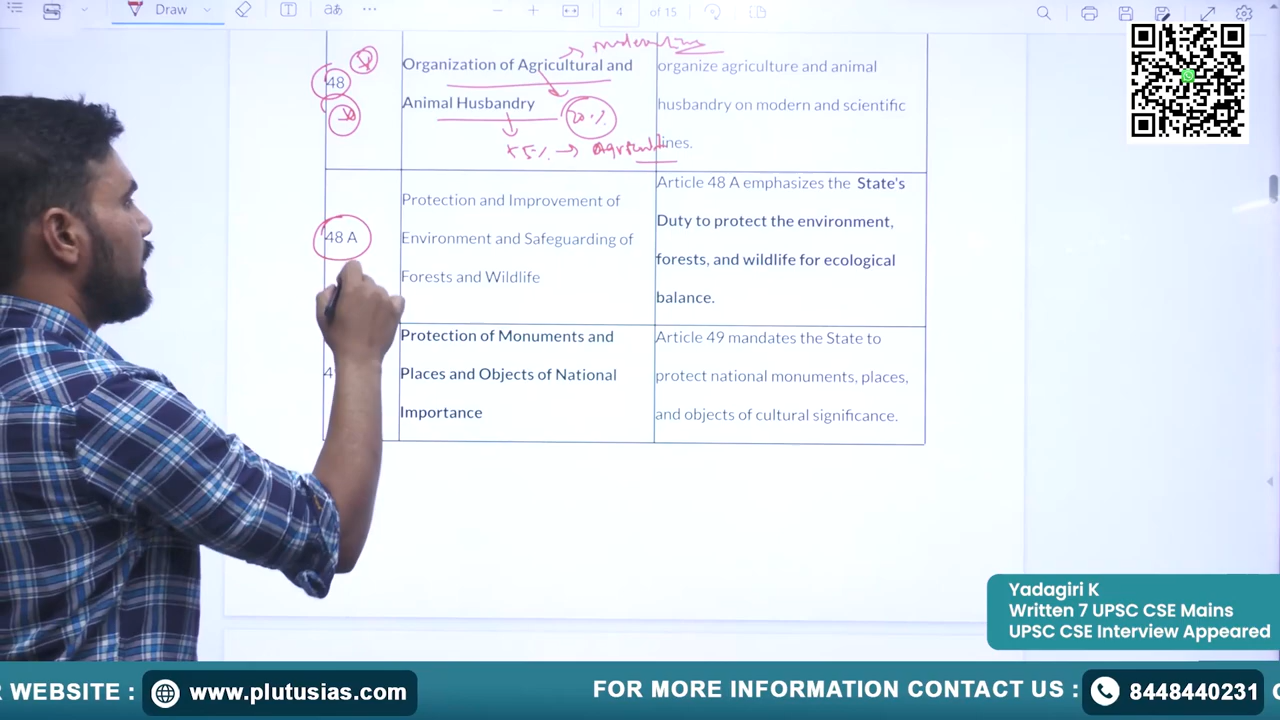 Draw
4 of 15
48
Organization of Agricultural and
Animal Husbandry
20%
organize agriculture and animal
husbandry on modern and scientific
lines.
48 A
Protection and Improvement of
Environment and Safeguarding of
Forests and Wildlife
Article 48 A emphasizes the State's
Duty to protect the environment,
forests, and wildlife for ecological
balance.
4
Protection of Monuments and
Places and Objects of National
Importance
Article 49 mandates the State to
protect national monuments, places,
and objects of cultural significance.
Yadagiri K
Written 7 UPSC CSE Mains
UPSC CSE Interview Appeared
R WEBSITE : www.plutusias.com
FOR MORE INFORMATION CONTACT US : 8448440231